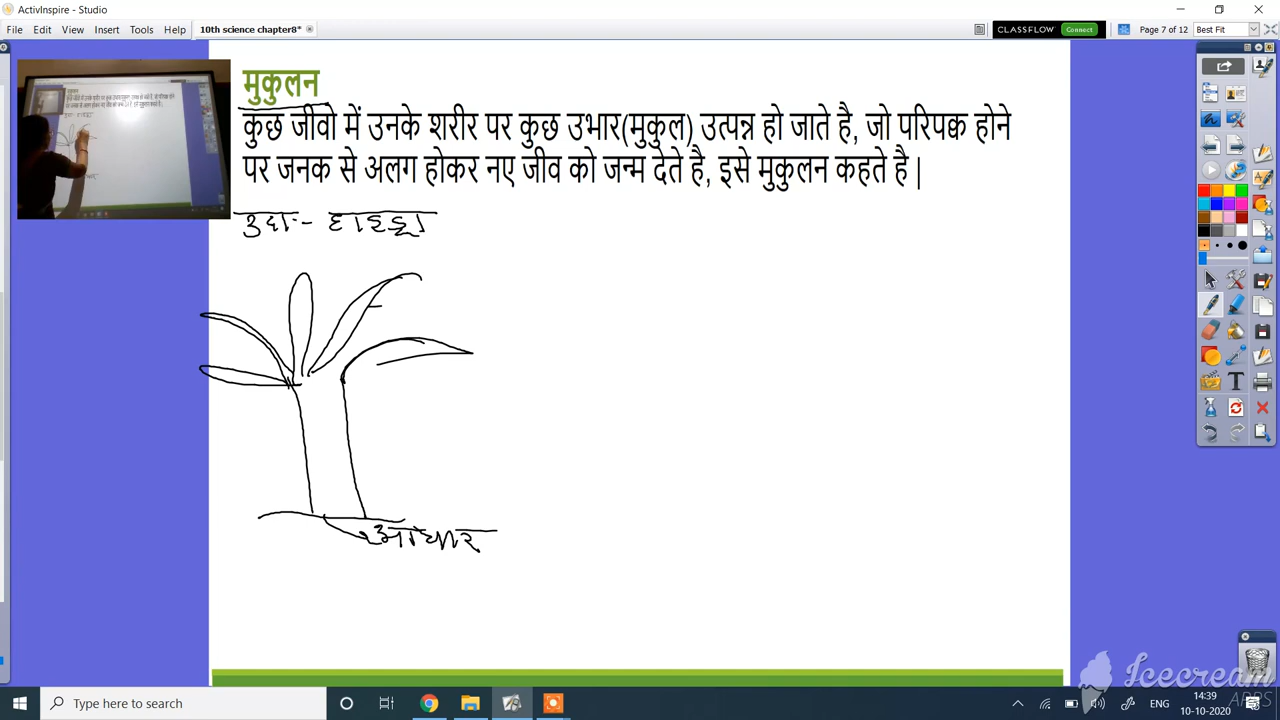 ActivInspire - Studio
File Edit View Insert Tools Help 10th science chapter8* CLASSFLOW Connect Page 7 of 12 Best Fit
मुकुलन
कुछ जीवो में उनके शरीर पर कुछ उभार(मुकुल) उत्पन्न हो जाते है, जो परिपक्व होने
पर जनक से अलग होकर नए जीव को जन्म देते है, इसे मुकुलन कहते है |
उदा- हाइड्रा
आधार
Icecream
APPS
Type here to search ENG 14:39
10-10-2020